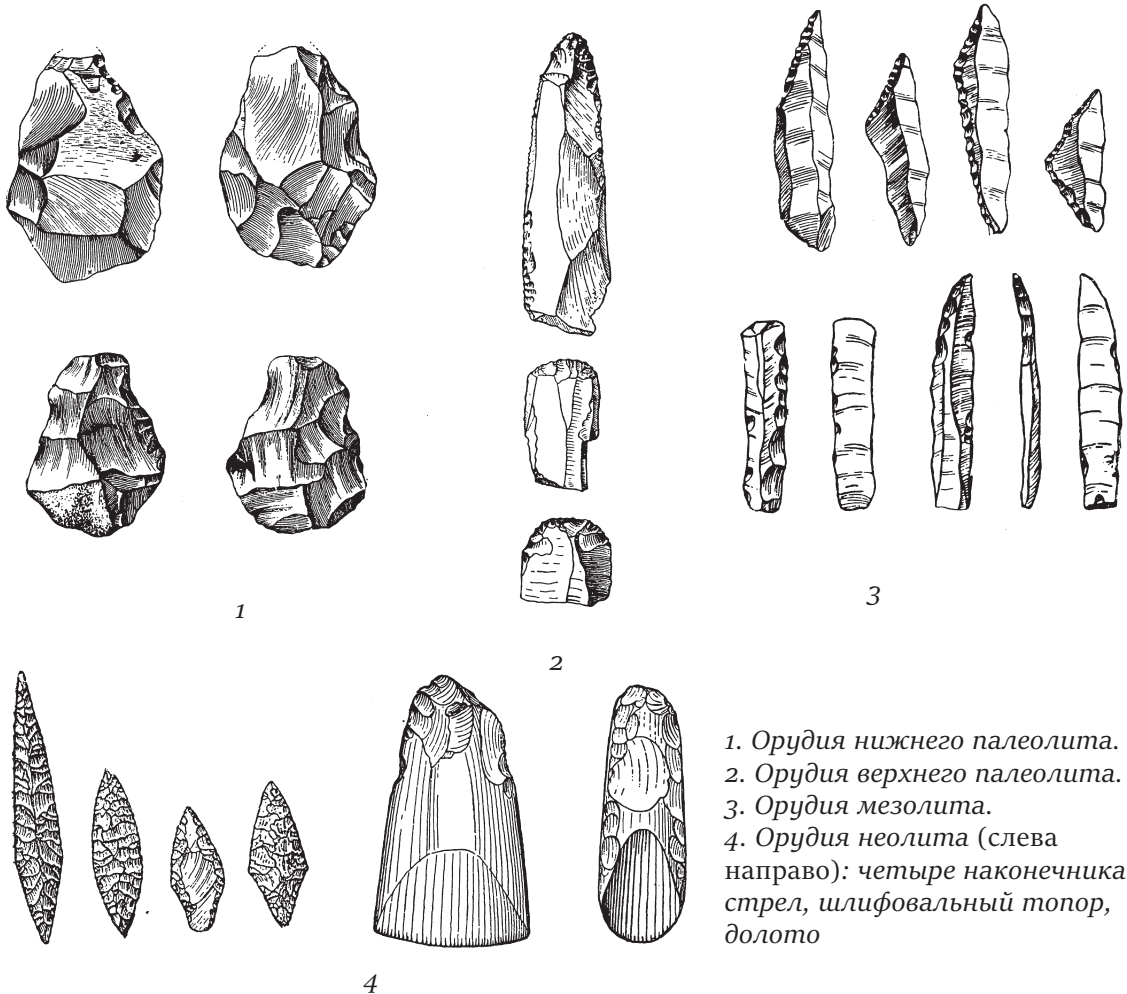 1
2
3
4
1. Орудия нижнего палеолита.
2. Орудия верхнего палеолита.
3. Орудия мезолита.
4. Орудия неолита (слева
направо): четыре наконечника
стрел, шлифовальный топор,
долото